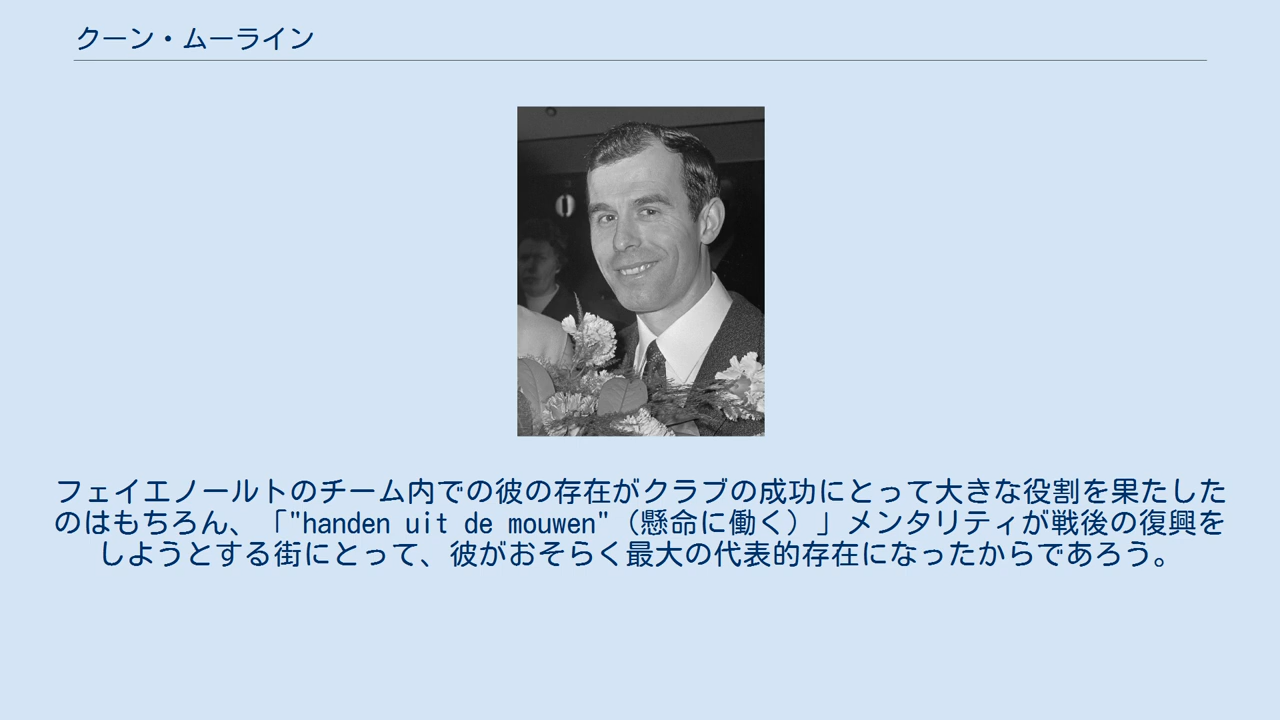 クーン・ムーライン
フェイエノールトのチーム内での彼の存在がクラブの成功にとって大きな役割を果たした
のはもちろん、「"handen uit de mouwen"（懸命に働く）」メンタリティが戦後の復興を
しようとする街にとって、彼がおそらく最大の代表的存在になったからであろう。